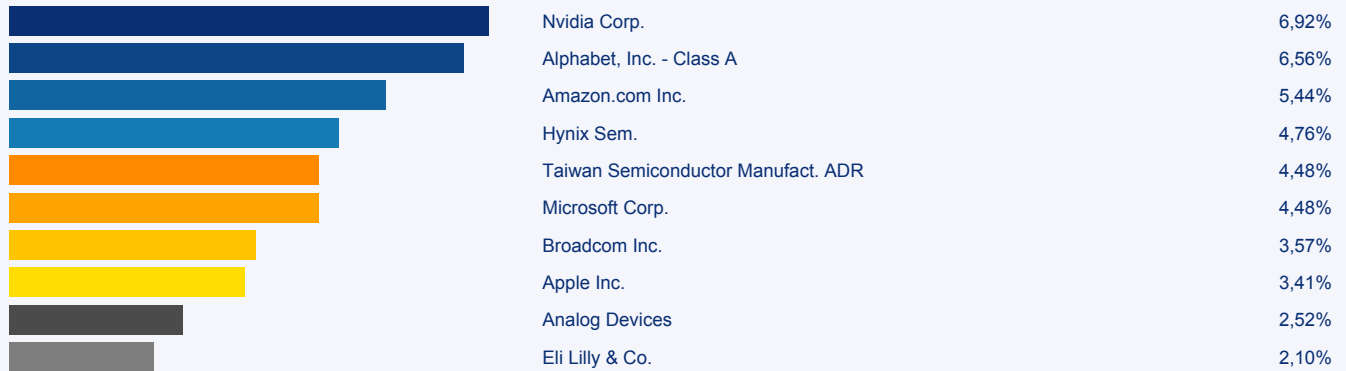 Nvidia Corp. 6,92%
Alphabet, Inc. - Class A 6,56%
Amazon.com Inc. 5,44%
Hynix Sem. 4,76%
Taiwan Semiconductor Manufact. ADR 4,48%
Microsoft Corp. 4,48%
Broadcom Inc. 3,57%
Apple Inc. 3,41%
Analog Devices 2,52%
Eli Lilly & Co. 2,10%